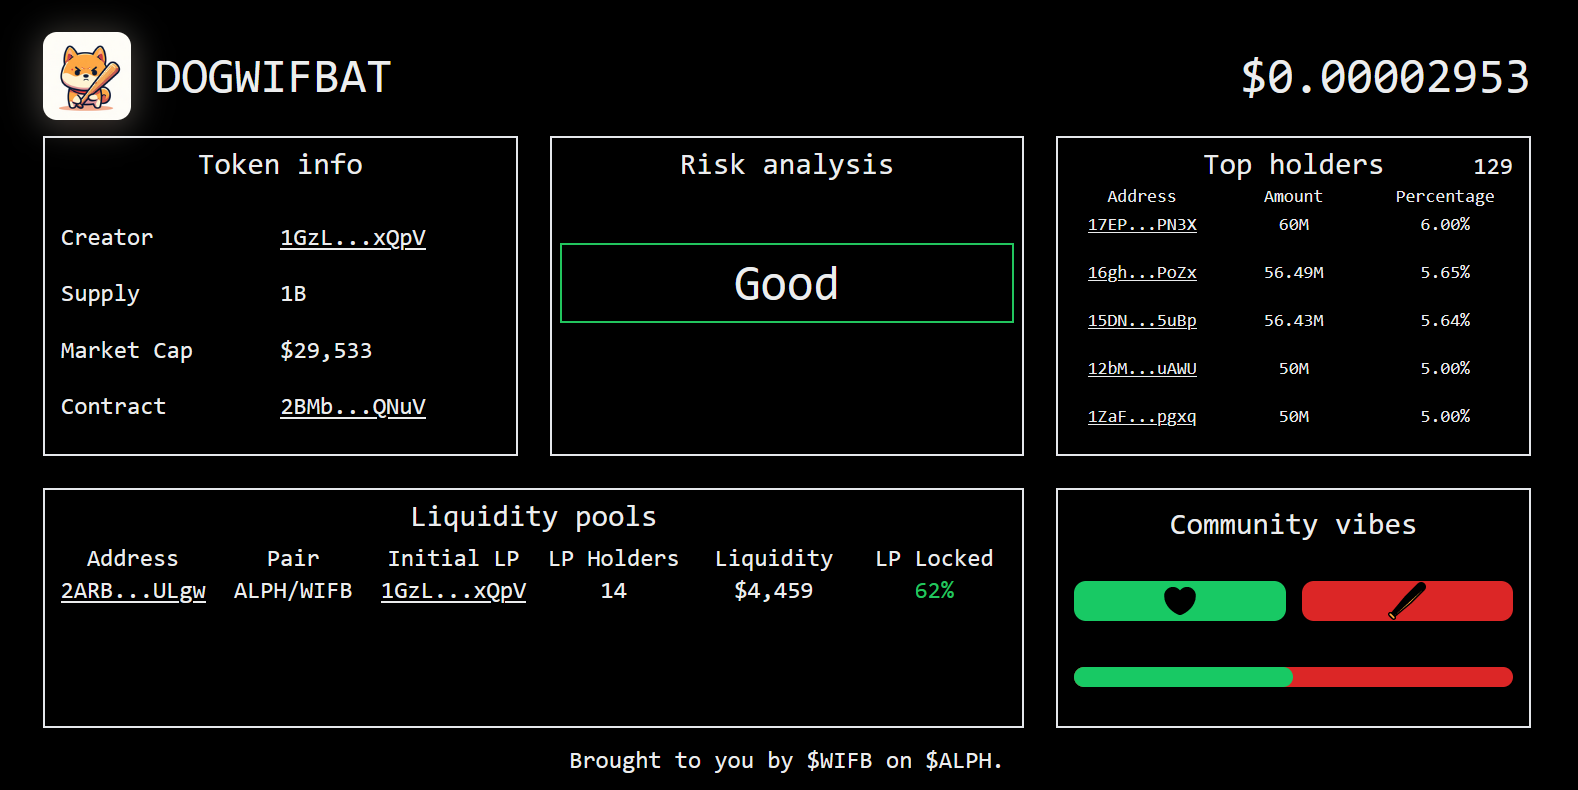 DOGWIFBAT
$0.00002953
Token info
Creator 1GzL...xQpV
Supply 1B
Market Cap $29,533
Contract 2BMb...QNuV
Risk analysis
Good
Top holders 129
Address Amount Percentage
17EP...PN3X 60M 6.00%
16gh...PoZx 56.49M 5.65%
15DN...5uBp 56.43M 5.64%
12bM...uAWU 50M 5.00%
1ZaF...pgxq 50M 5.00%
Liquidity pools
Address Pair Initial LP LP Holders Liquidity LP Locked
2ARB...ULgw ALPH/WIFB 1GzL...xQpV 14 $4,459 62%
Community vibes
Brought to you by $WIFB on $ALPH.